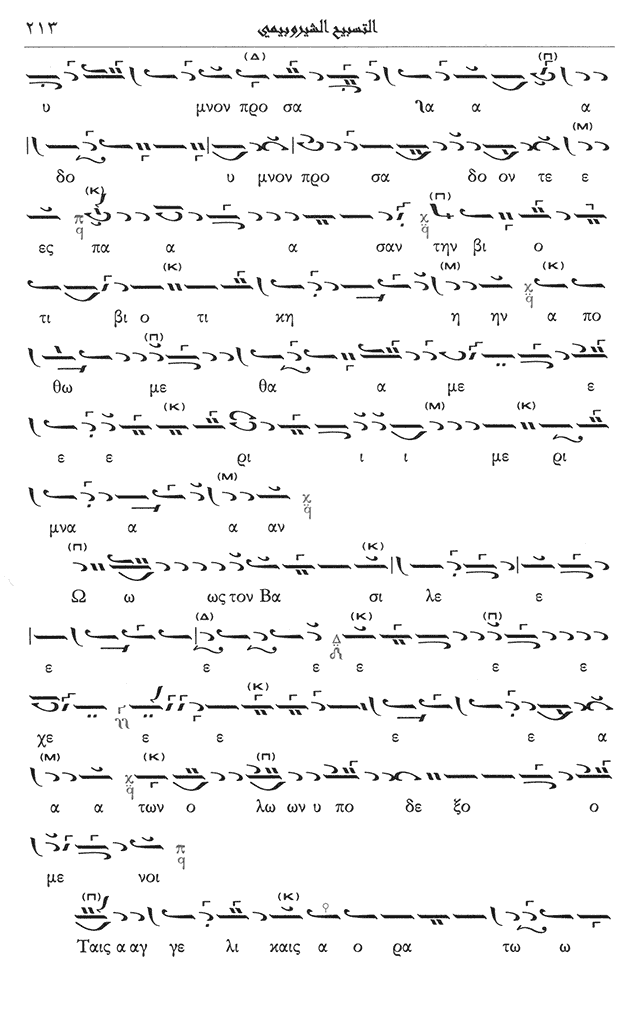 ٢١٣ التسبيح الشيروبيمي
(Δ) (Π)
υ μνον προ σα γα α α
(Μ)
δο υ μνον προ σα δο ον τε ε
(Κ) (Π)
ες πα α α σαν την βι ο
(Κ) (Μ) (Κ)
τι βι ο τι κη η ην α πο
(Π)
θω με θα α με ε
(Κ) (Μ) (Κ)
ε ε ρι ι ι με ρι
(Μ)
μνα α α αν
(Π) (Κ)
Ω ω ως τον Βα σι λε ε
(Δ) (Κ) (Π)
ε ε ε ε ε ε
(Κ)
χε ε ε ε ε α
(Μ) (Κ) (Π)
α α των ο λω ων υ πο δε ξο ο
με νοι
(Π) (Κ)
Ταις α αγ γε λι καις α ο ρα τω ω